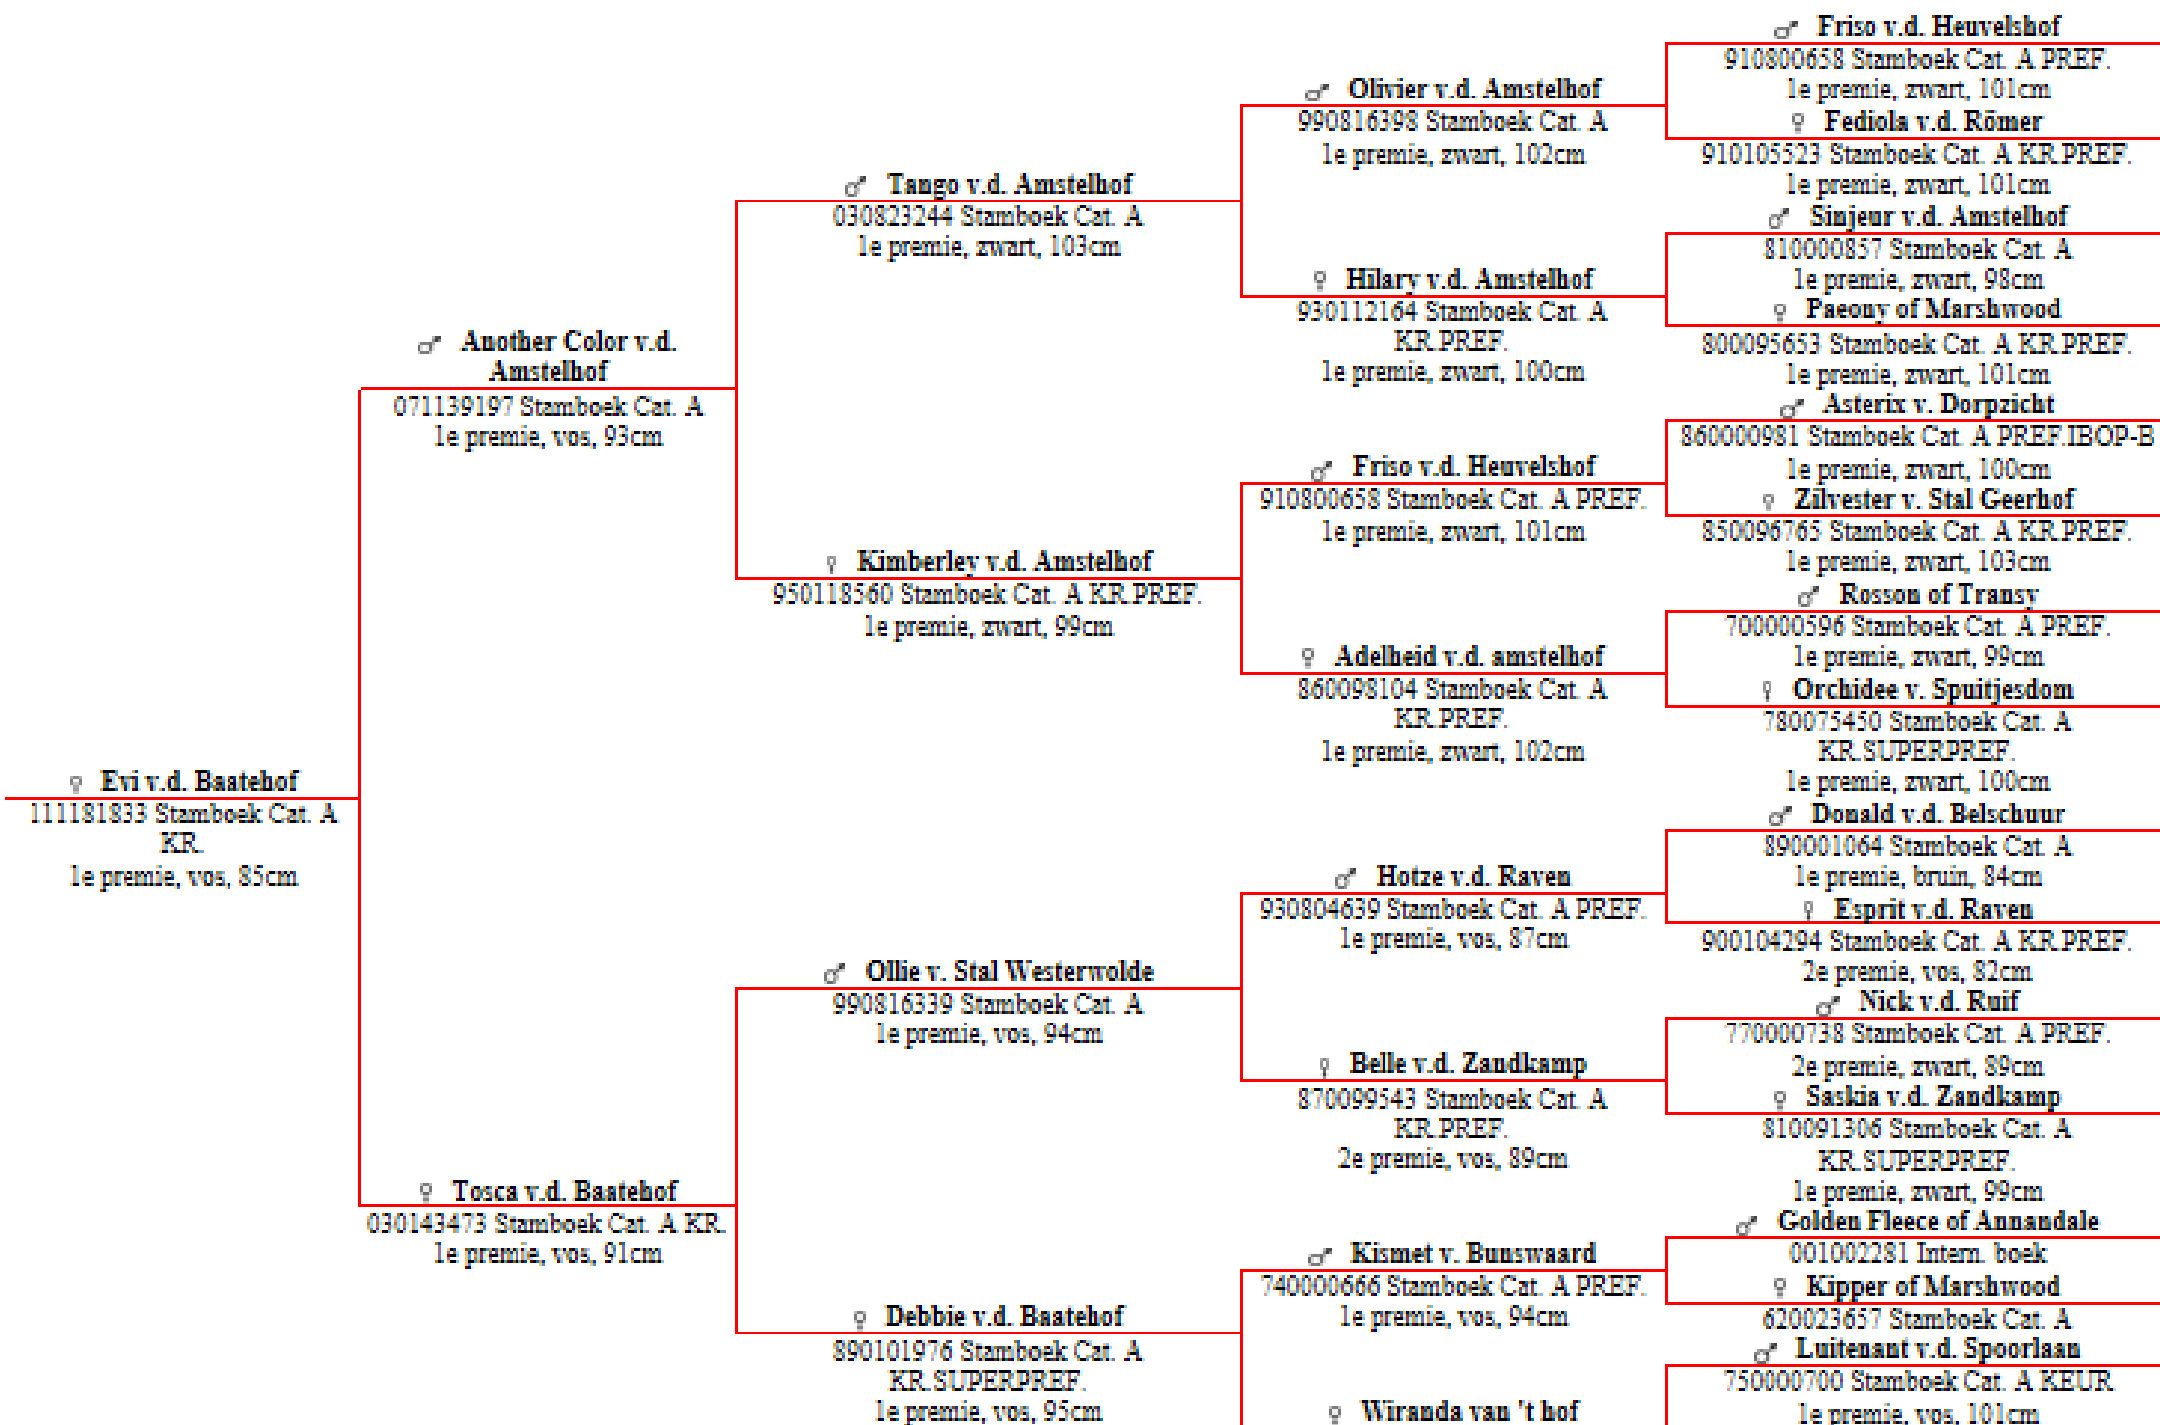 ♀ Evi v.d. Baatehof
111181833 Stamboek Cat. A
KR.
1e premie, vos, 85cm
♂ Another Color v.d.
Amstelhof
071139197 Stamboek Cat. A
1e premie, vos, 93cm
♀ Tosca v.d. Baatehof
030143473 Stamboek Cat. A KR.
1e premie, vos, 91cm
♂ Tango v.d. Amstelhof
030823244 Stamboek Cat. A
1e premie, zwart, 103cm
♀ Kimberley v.d. Amstelhof
950118560 Stamboek Cat. A KR.PREF.
1e premie, zwart, 99cm
♂ Ollie v. Stal Westerwolde
990816339 Stamboek Cat. A
1e premie, vos, 94cm
♀ Debbie v.d. Baatehof
890101976 Stamboek Cat. A
KR.SUPERPREF.
1e premie, vos, 95cm
♂ Olivier v.d. Amstelhof
990816398 Stamboek Cat. A
1e premie, zwart, 102cm
♀ Hilary v.d. Amstelhof
930112164 Stamboek Cat. A
KR.PREF.
1e premie, zwart, 100cm
♂ Friso v.d. Heuvelshof
910800658 Stamboek Cat. A PREF.
1e premie, zwart, 101cm
♀ Adelheid v.d. amstelhof
860098104 Stamboek Cat. A
KR.PREF.
1e premie, zwart, 102cm
♂ Hotze v.d. Raven
930804639 Stamboek Cat. A PREF.
1e premie, vos, 87cm
♀ Belle v.d. Zandkamp
870099543 Stamboek Cat. A
KR.PREF.
2e premie, vos, 89cm
♂ Kismet v. Bunswaard
740000666 Stamboek Cat. A PREF.
1e premie, vos, 94cm
♀ Wiranda van 't hof
♂ Friso v.d. Heuvelshof
910800658 Stamboek Cat. A PREF.
1e premie, zwart, 101cm
♀ Fediola v.d. Römer
910105523 Stamboek Cat. A KR.PREF.
1e premie, zwart, 101cm
♂ Sinjeur v.d. Amstelhof
810000857 Stamboek Cat. A
1e premie, zwart, 98cm
♀ Paeony of Marshwood
800095653 Stamboek Cat. A KR.PREF.
1e premie, zwart, 101cm
♂ Asterix v. Dorpzicht
860000981 Stamboek Cat. A PREF.IBOP-B
1e premie, zwart, 100cm
♀ Zilvester v. Stal Geerhof
850096765 Stamboek Cat. A KR.PREF.
1e premie, zwart, 103cm
♂ Rosson of Transy
700000596 Stamboek Cat. A PREF.
1e premie, zwart, 99cm
♀ Orchidee v. Spuitjesdom
780075450 Stamboek Cat. A
KR.SUPERPREF.
1e premie, zwart, 100cm
♂ Donald v.d. Belschuur
890001064 Stamboek Cat. A
1e premie, bruin, 84cm
♀ Esprit v.d. Raven
900104294 Stamboek Cat. A KR.PREF.
2e premie, vos, 82cm
♂ Nick v.d. Ruif
770000738 Stamboek Cat. A PREF.
2e premie, zwart, 89cm
♀ Saskia v.d. Zandkamp
810091306 Stamboek Cat. A
KR.SUPERPREF.
1e premie, zwart, 99cm
♂ Golden Fleece of Annandale
001002281 Intern. boek
♀ Kipper of Marshwood
620023657 Stamboek Cat. A
♂ Luitenant v.d. Spoorlaan
750000700 Stamboek Cat. A KEUR
1e premie, vos, 101cm